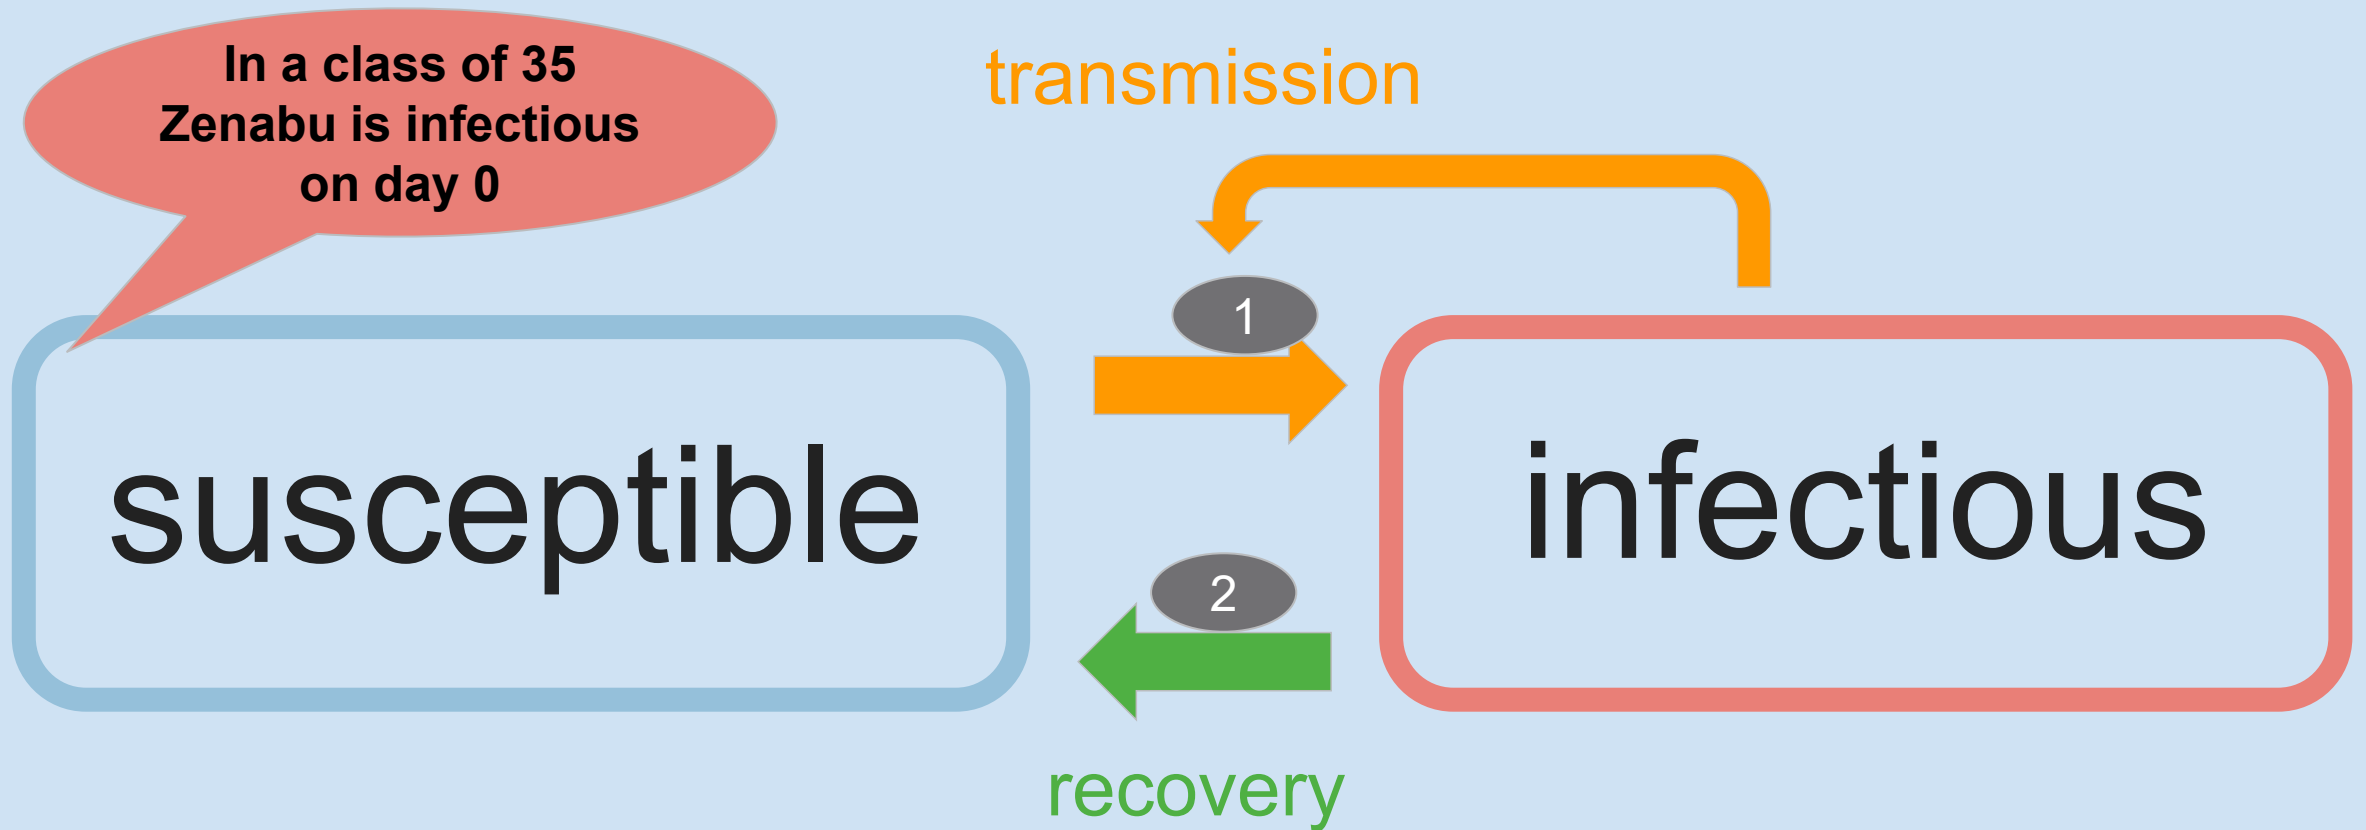 In a class of 35
Zenabu is infectious
on day 0
transmission
1
susceptible
infectious
2
recovery